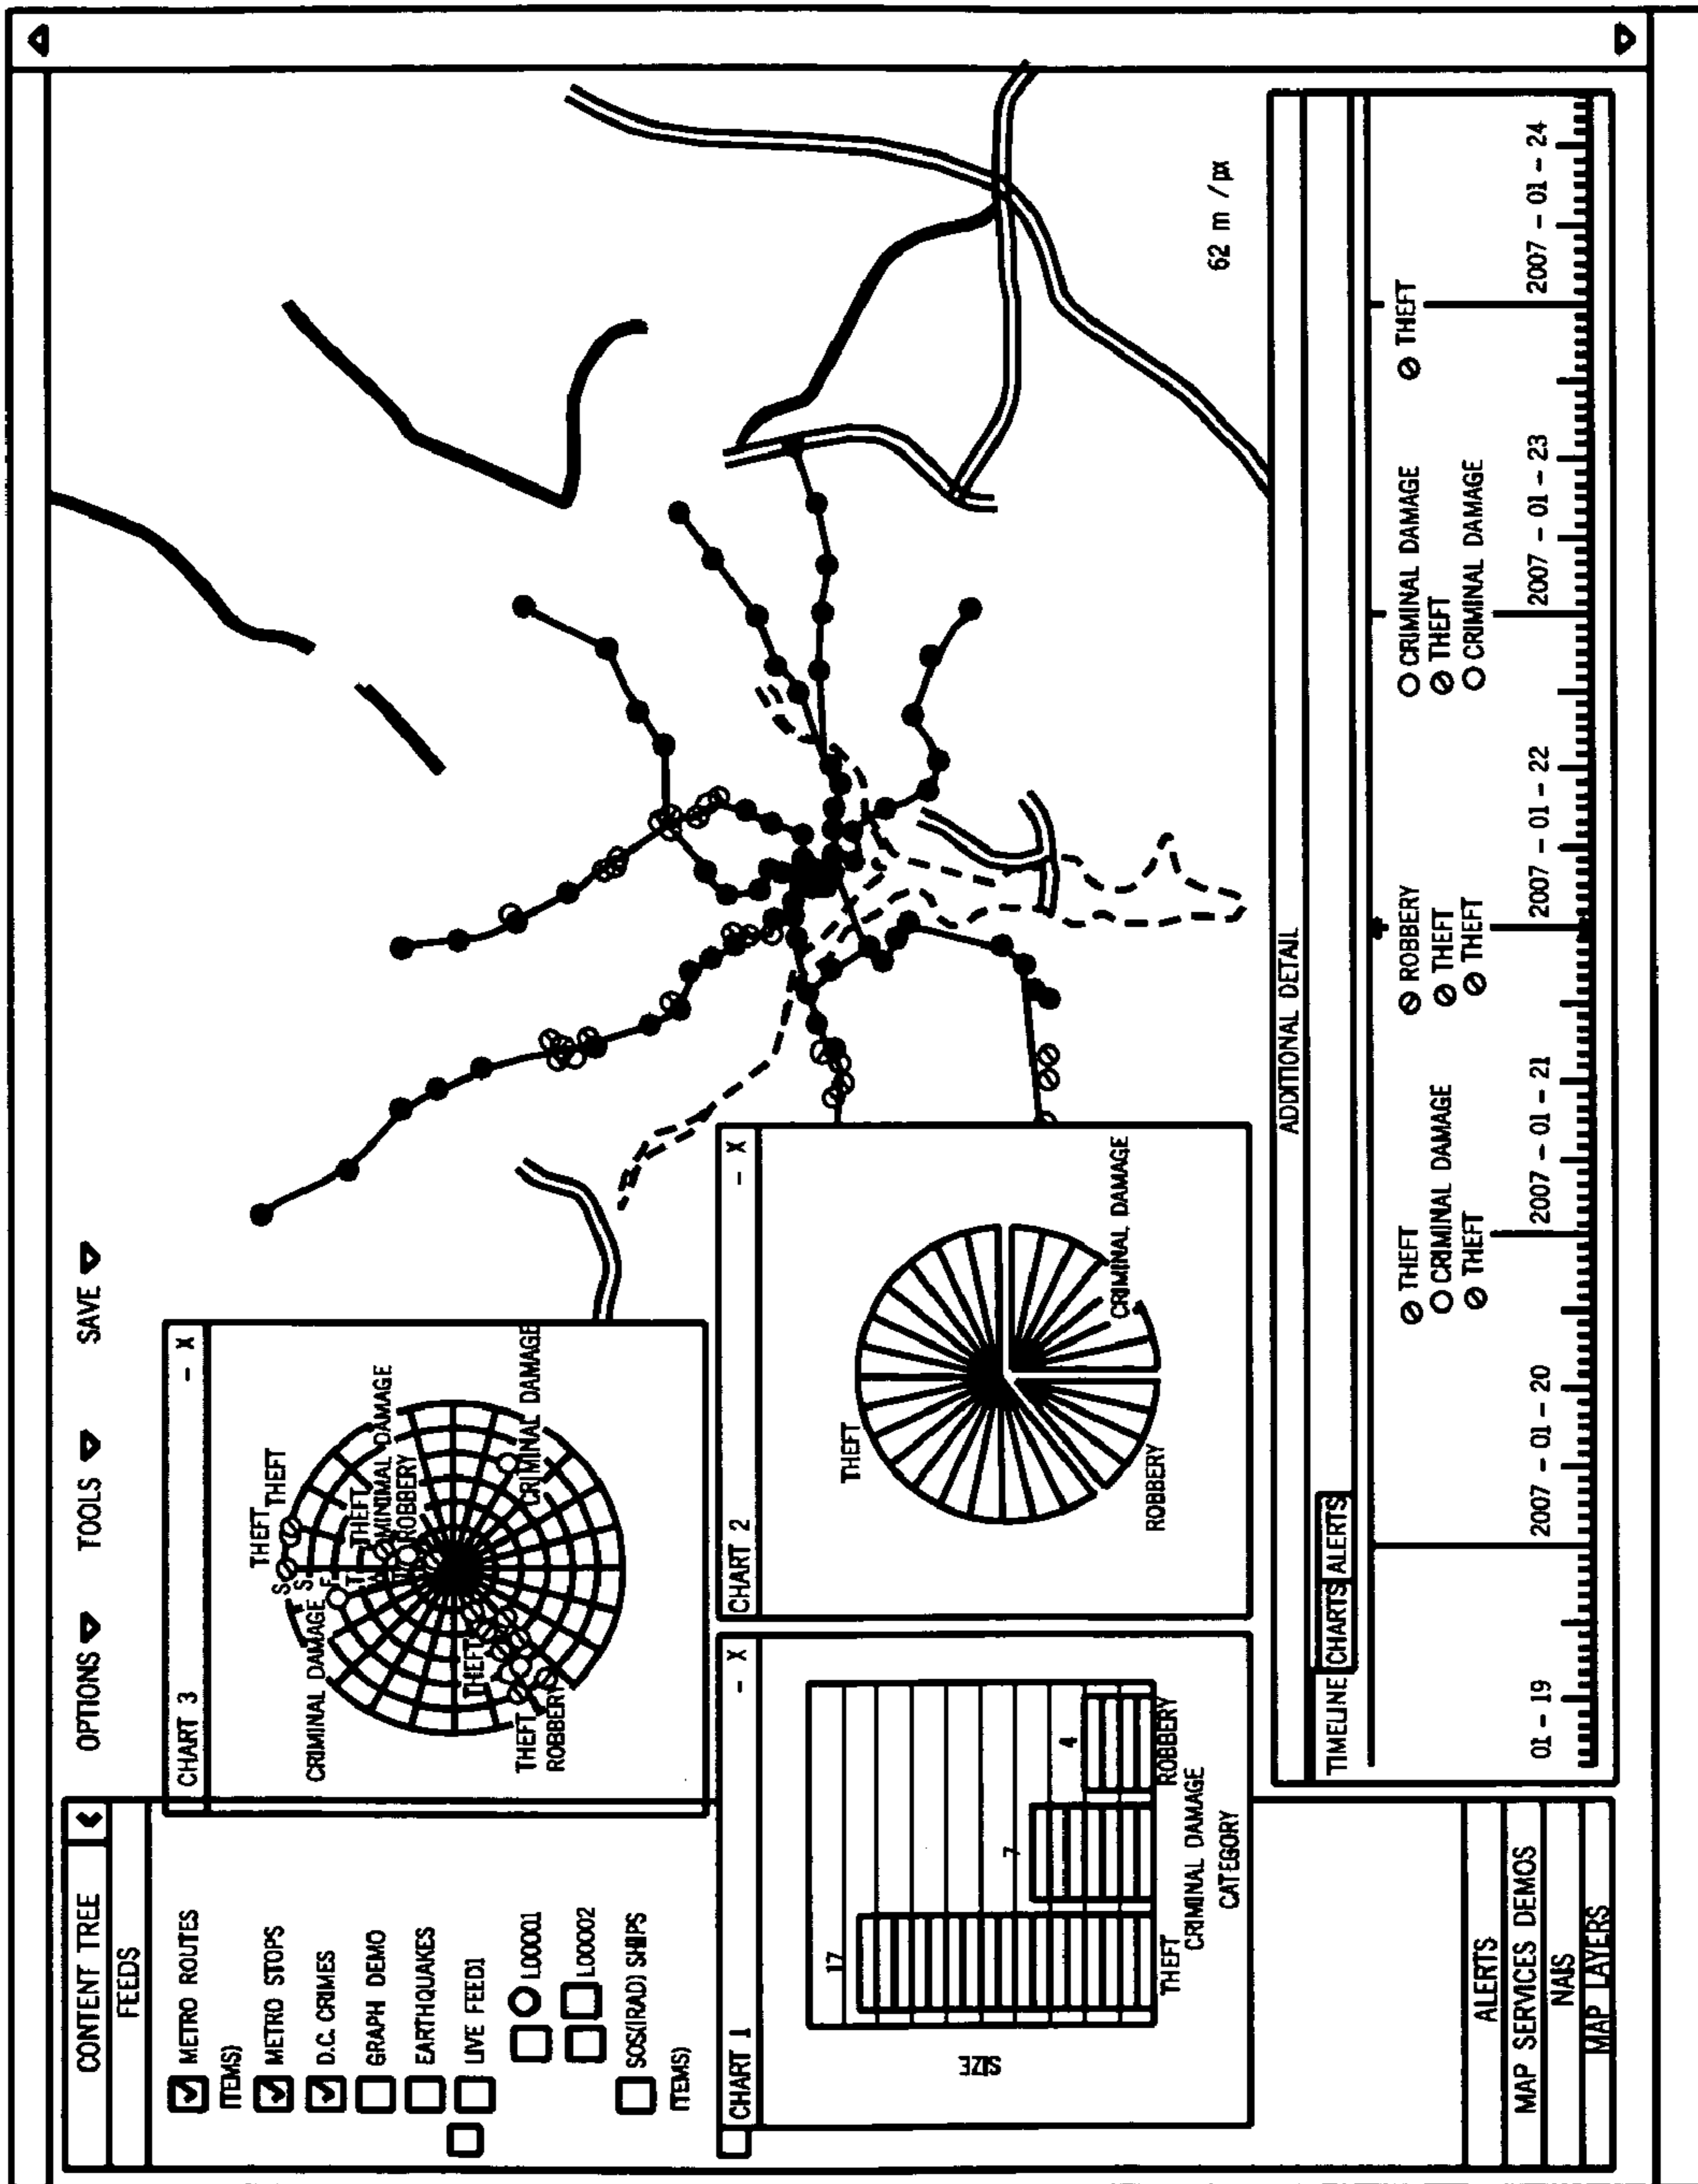 CONTENT TREE
FEEDS
METRO ROUTES
ITEMS)
METRO STOPS
D.C. CRIMES
GRAPH DEMO
EARTHQUAKES
LIVE FEED1
L00001
L00002
SOS(IRAD) SHIPS
ITEMS)
OPTIONS
TOOLS
SAVE
CHART 3
- X
THEFT
THEFT
CRIMINAL DAMAGE
S
S
F
T
THEFT
ROBBERY
CRIMINAL DAMAGE
THEFT
THEFT
ROBBERY
CHART 1
- X
SIZE
17
7
4
THEFT
CRIMINAL DAMAGE
ROBBERY
CATEGORY
CHART 2
- X
THEFT
CRIMINAL DAMAGE
ROBBERY
62 m / px
ALERTS
MAP SERVICES DEMOS
NAIS
MAP LAYERS
ADDITIONAL DETAIL
TIMELINE CHARTS ALERTS
THEFT
CRIMINAL DAMAGE
THEFT
ROBBERY
THEFT
THEFT
CRIMINAL DAMAGE
THEFT
CRIMINAL DAMAGE
THEFT
01 - 19
2007 - 01 - 20
2007 - 01 - 21
2007 - 01 - 22
2007 - 01 - 23
2007 - 01 - 24